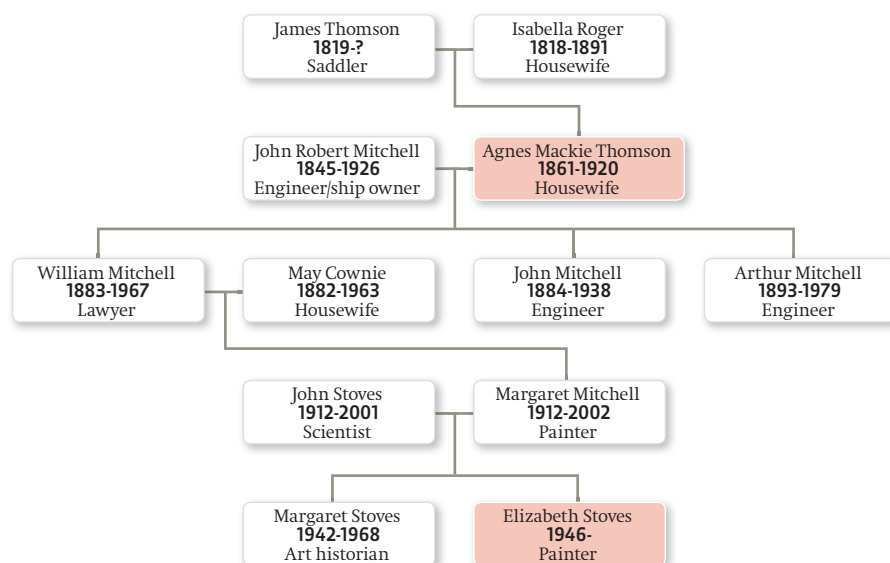 James Thomson
1819-?
Saddler
Isabella Roger
1818-1891
Housewife
John Robert Mitchell
1845-1926
Engineer/ship owner
Agnes Mackie Thomson
1861-1920
Housewife
William Mitchell
1883-1967
Lawyer
May Cownie
1882-1963
Housewife
John Mitchell
1884-1938
Engineer
Arthur Mitchell
1893-1979
Engineer
John Stoves
1912-2001
Scientist
Margaret Mitchell
1912-2002
Painter
Margaret Stoves
1942-1968
Art historian
Elizabeth Stoves
1946-
Painter